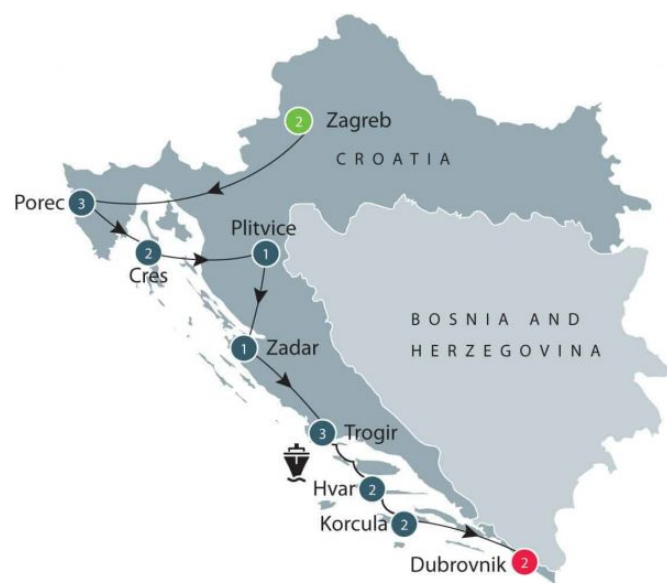 2 Zagreb
CROATIA
Porec 3
Plitvice
1
2
Cres
BOSNIA AND
HERZEGOVINA
1 Zadar
3 Trogir
Hvar 2
Korcula 2
Dubrovnik 2